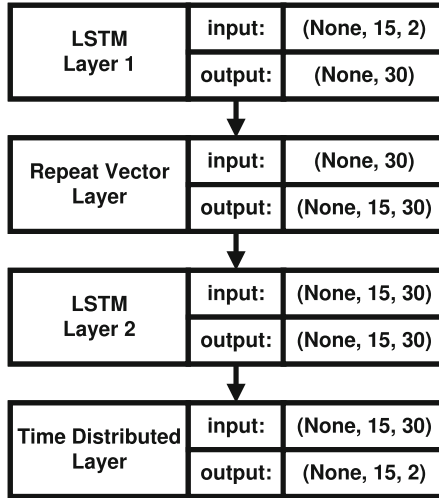 LSTM
Layer 1
input:
(None, 15, 2)
output:
(None, 30)
Repeat Vector
Layer
input:
(None, 30)
output:
(None, 15, 30)
LSTM
Layer 2
input:
(None, 15, 30)
output:
(None, 15, 30)
Time Distributed
Layer
input:
(None, 15, 30)
output:
(None, 15, 2)